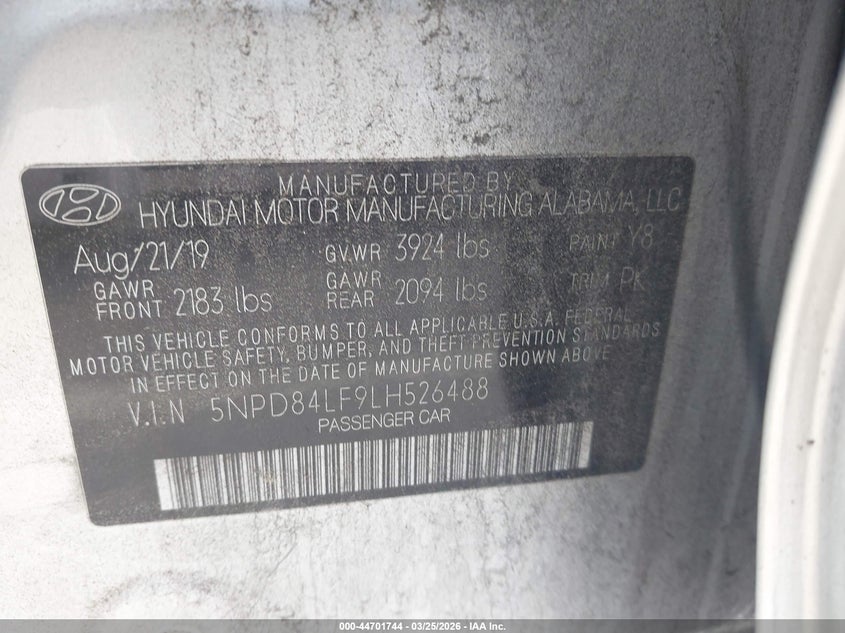 MANUFACTURED BY
HYUNDAI MOTOR MANUFACTURING ALABAMA, LLC
Aug/21/19 GVWR 3924 lbs PAINT Y8
GAWR FRONT 2183 lbs GAWR REAR 2094 lbs TRIM PK
THIS VEHICLE CONFORMS TO ALL APPLICABLE U.S.A. FEDERAL
MOTOR VEHICLE SAFETY, BUMPER, AND THEFT PREVENTION STANDARDS
IN EFFECT ON THE DATE OF MANUFACTURE SHOWN ABOVE
V.I.N 5NPD84LF9LH526488
PASSENGER CAR
000-44701744 | 03/25/2026 - IAA Inc.